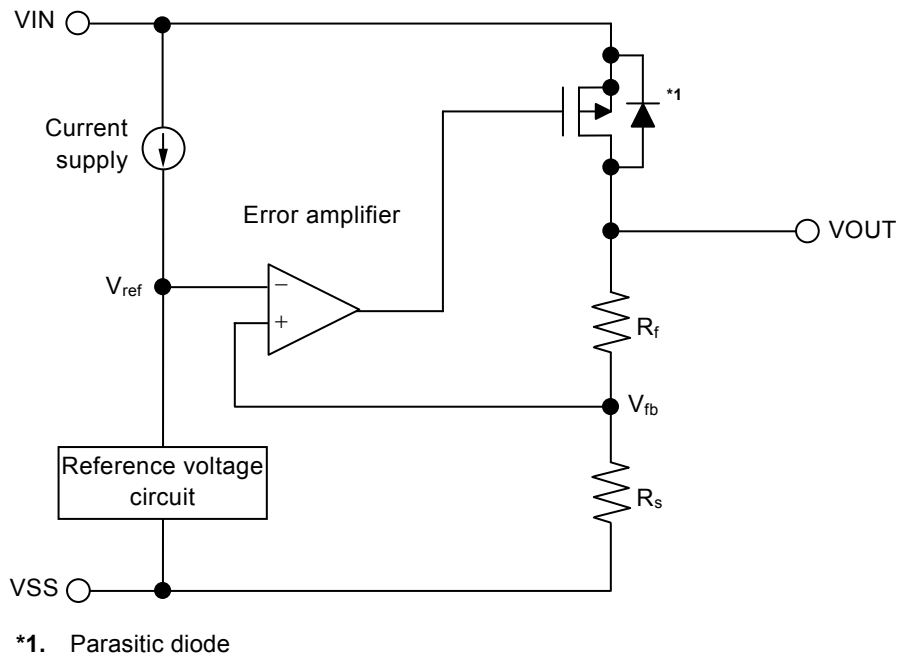 VIN
*1
Current
supply
Error amplifier
VOUT
Vref
−
+
Rf
Vfb
Reference voltage
circuit
Rs
VSS
*1. Parasitic diode